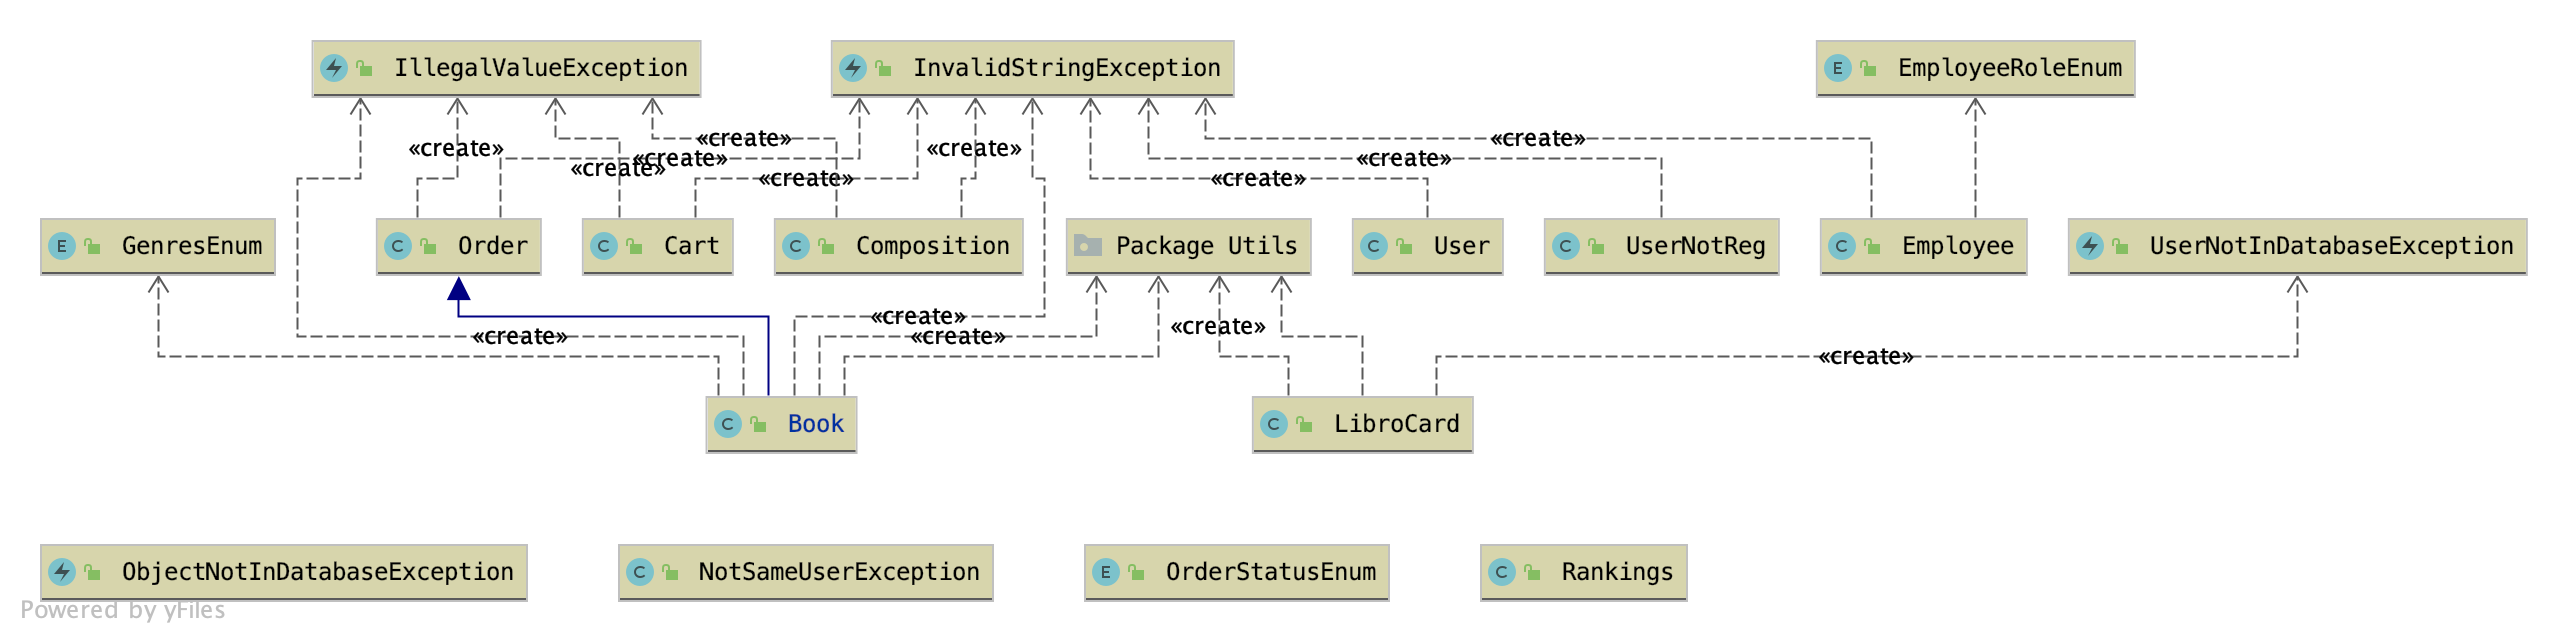 IllegalValueException
InvalidStringException
EmployeeRoleEnum
«create»
«create»
«create»
«create»
«create»
«create»
«create»
«create»
«create»
GenresEnum
Order
Cart
Composition
Package Utils
User
UserNotReg
Employee
UserNotInDatabaseException
«create»
«create»
«create»
«create»
«create»
Book
LibroCard
ObjectNotInDatabaseException
NotSameUserException
OrderStatusEnum
Rankings
Powered by yFiles